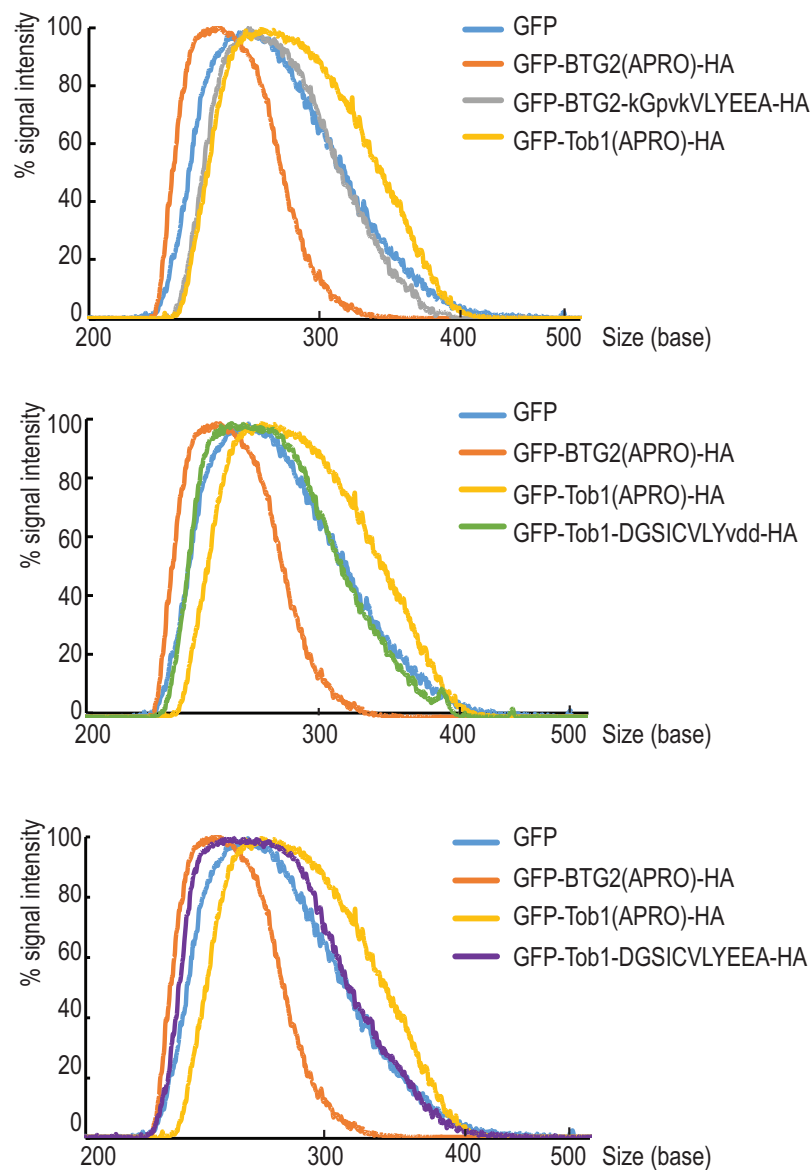 % signal intensity
100
80
60
40
20
0
200
300
400
500
Size (base)
GFP
GFP-BTG2(APRO)-HA
GFP-BTG2-kGpvkVLYEEA-HA
GFP-Tob1(APRO)-HA
% signal intensity
100
80
60
40
20
0
200
300
400
500
Size (base)
GFP
GFP-BTG2(APRO)-HA
GFP-Tob1(APRO)-HA
GFP-Tob1-DGSICVLYvdd-HA
% signal intensity
100
80
60
40
20
0
200
300
400
500
Size (base)
GFP
GFP-BTG2(APRO)-HA
GFP-Tob1(APRO)-HA
GFP-Tob1-DGSICVLYEEA-HA